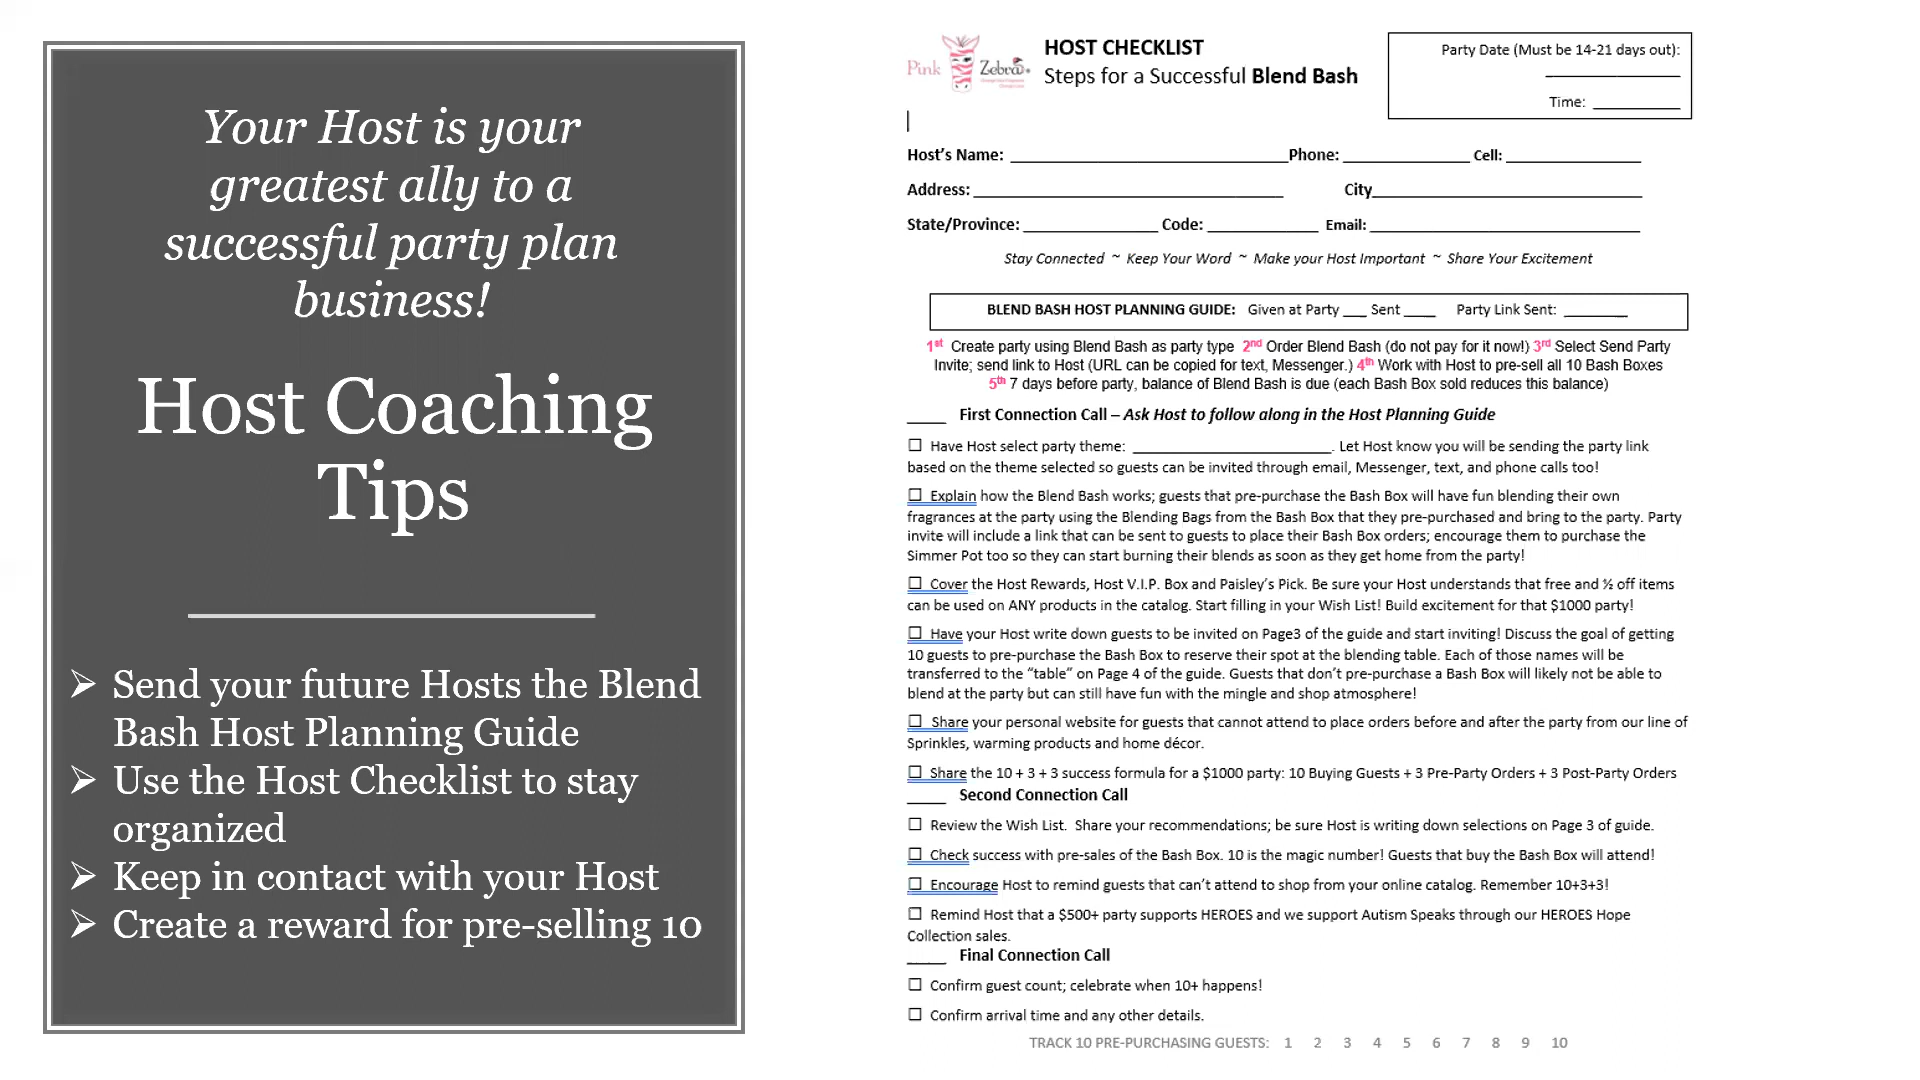 Your Host is your
greatest ally to a
successful party plan
business!
Host Coaching
Tips
➢ Send your future Hosts the Blend
Bash Host Planning Guide
➢ Use the Host Checklist to stay
organized
➢ Keep in contact with your Host
➢ Create a reward for pre-selling 10
Pink Zebra
HOST CHECKLIST
Steps for a Successful Blend Bash
Party Date (Must be 14-21 days out):
Time: ___________
Host’s Name: ___________ Phone: ___________ Cell: ___________
Address: ___________ City___________
State/Province: ___________ Code: ___________ Email: ___________
Stay Connected ~ Keep Your Word ~ Make your Host Important ~ Share Your Excitement
BLEND BASH HOST PLANNING GUIDE: Given at Party ___ Sent ____ Party Link Sent: ________
1st Create party using Blend Bash as party type 2nd Order Blend Bash (do not pay for it now!) 3rd Select Send Party
Invite; send link to Host (URL can be copied for text, Messenger.) 4th Work with Host to pre-sell all 10 Bash Boxes
5th 7 days before party, balance of Blend Bash is due (each Bash Box sold reduces this balance)
_____ First Connection Call – Ask Host to follow along in the Host Planning Guide
☐ Have Host select party theme: ___________. Let Host know you will be sending the party link
based on the theme selected so guests can be invited through email, Messenger, text, and phone calls too!
☐ Explain how the Blend Bash works; guests that pre-purchase the Bash Box will have fun blending their own
fragrances at the party using the Blending Bags from the Bash Box that they pre-purchased and bring to the party. Party
invite will include a link that can be sent to guests to place their Bash Box orders; encourage them to purchase the
Simmer Pot too so they can start burning their blends as soon as they get home from the party!
☐ Cover the Host Rewards, Host V.I.P. Box and Paisley’s Pick. Be sure your Host understands that free and ½ off items
can be used on ANY products in the catalog. Start filling in your Wish List! Build excitement for that $1000 party!
☐ Have your Host write down guests to be invited on Page3 of the guide and start inviting! Discuss the goal of getting
10 guests to pre-purchase the Bash Box to reserve their spot at the blending table. Each of those names will be
transferred to the “table” on Page 4 of the guide. Guests that don’t pre-purchase a Bash Box will likely not be able to
blend at the party but can still have fun with the mingle and shop atmosphere!
☐ Share your personal website for guests that cannot attend to place orders before and after the party from our line of
Sprinkles, warming products and home décor.
☐ Share the 10 + 3 + 3 success formula for a $1000 party: 10 Buying Guests + 3 Pre-Party Orders + 3 Post-Party Orders
_____ Second Connection Call
☐ Review the Wish List. Share your recommendations; be sure Host is writing down selections on Page 3 of guide.
☐ Check success with pre-sales of the Bash Box. 10 is the magic number! Guests that buy the Bash Box will attend!
☐ Encourage Host to remind guests that can’t attend to shop from your online catalog. Remember 10+3+3!
☐ Remind Host that a $500+ party supports HEROES and we support Autism Speaks through our HEROES Hope
Collection sales.
_____ Final Connection Call
☐ Confirm guest count; celebrate when 10+ happens!
☐ Confirm arrival time and any other details.
TRACK 10 PRE-PURCHASING GUESTS: 1 2 3 4 5 6 7 8 9 10